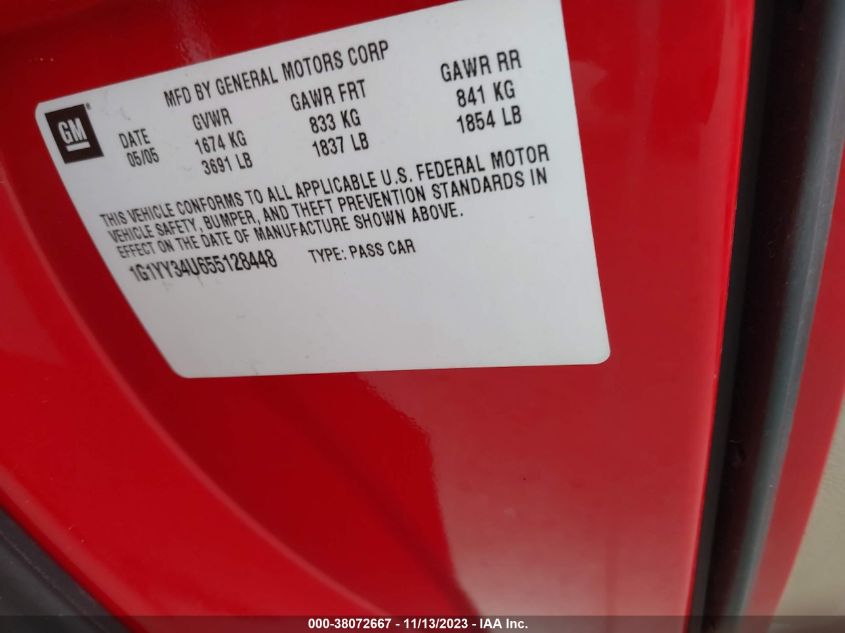 MFD BY GENERAL MOTORS CORP
GM
DATE GVWR GAWR FRT GAWR RR
05/05 1674 KG 833 KG 841 KG
3691 LB 1837 LB 1854 LB
THIS VEHICLE CONFORMS TO ALL APPLICABLE U.S. FEDERAL MOTOR
VEHICLE SAFETY, BUMPER, AND THEFT PREVENTION STANDARDS IN
EFFECT ON THE DATE OF MANUFACTURE SHOWN ABOVE.
1G1YY34U655128448 TYPE: PASS CAR
000-38072667 - 11/13/2023 - IAA Inc.